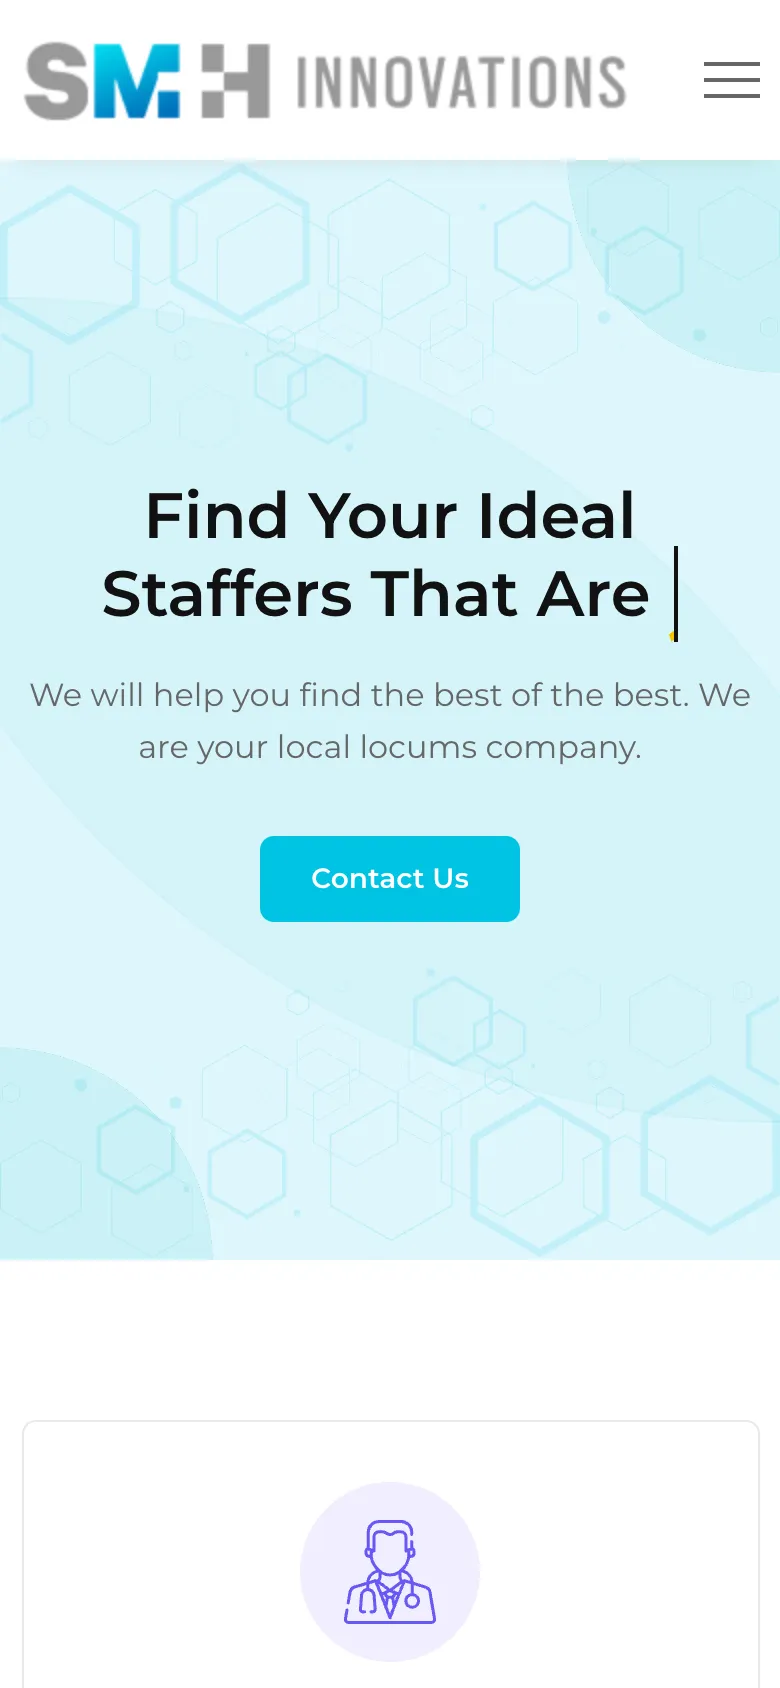 SMH INNOVATIONS
Find Your Ideal
Staffers That Are
We will help you find the best of the best. We
are your local locums company.
Contact Us